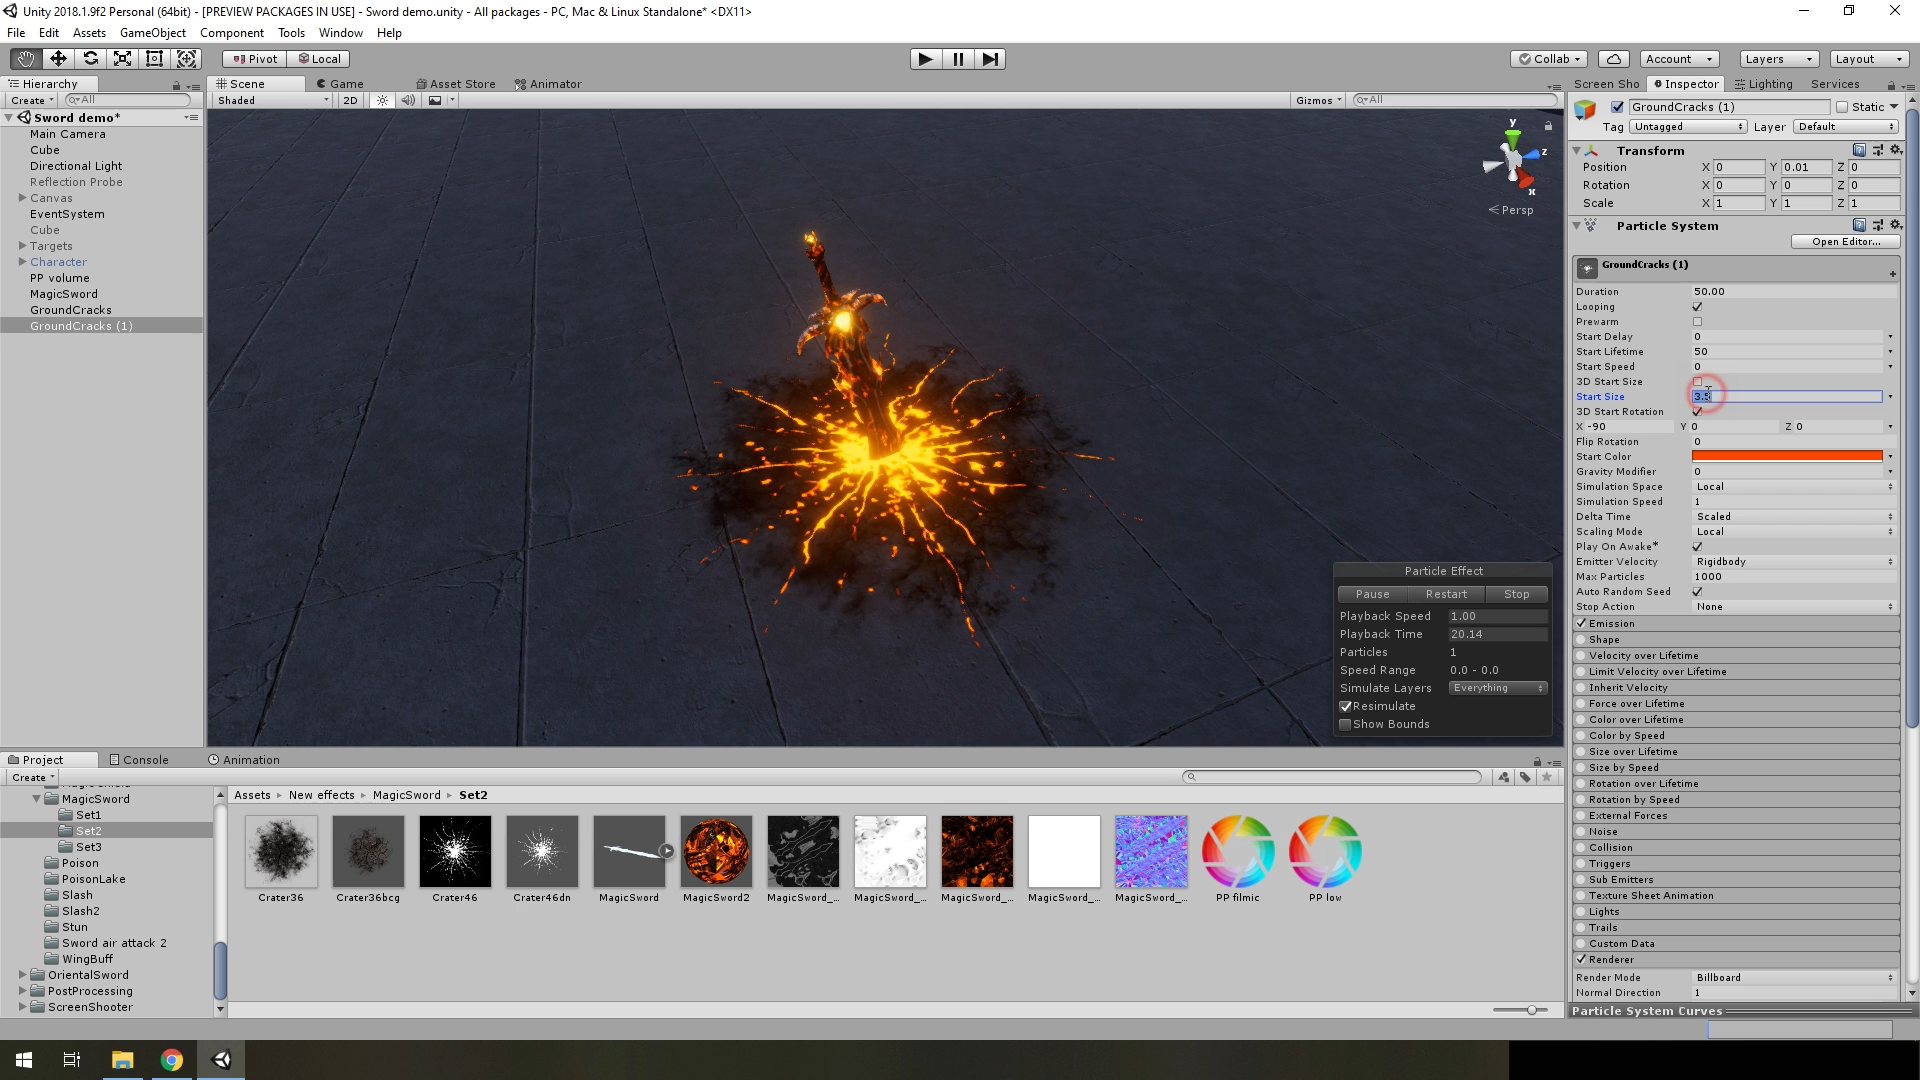 Unity 2018.1.9f2 Personal (64bit) - [PREVIEW PACKAGES IN USE] - Sword demo.unity - All packages - PC, Mac & Linux Standalone* <DX11>
File Edit Assets GameObject Component Tools Window Help
Pivot Local Collab Account Layers Layout
Hierarchy
Create All
Sword demo*
Main Camera
Cube
Directional Light
Reflection Probe
Canvas
EventSystem
Cube
Targets
Character
PP volume
MagicSword
GroundCracks
GroundCracks (1)
Scene Game Asset Store Animator
Shaded 2D Gizmos All
y
z
x
Persp
Particle Effect
Pause Restart Stop
Playback Speed 1.00
Playback Time 20.14
Particles 1
Speed Range 0.0 - 0.0
Simulate Layers Everything
Resimulate
Show Bounds
Screen Sho Inspector Lighting Services
GroundCracks (1) Static
Tag Untagged Layer Default
Transform
Position X 0 Y 0.01 Z 0
Rotation X 0 Y 0 Z 0
Scale X 1 Y 1 Z 1
Particle System
Open Editor...
GroundCracks (1)
Duration 50.00
Looping
Prewarm
Start Delay 0
Start Lifetime 50
Start Speed 0
3D Start Size
Start Size 3.5
3D Start Rotation
X -90 Y 0 Z 0
Flip Rotation 0
Start Color
Gravity Modifier 0
Simulation Space Local
Simulation Speed 1
Delta Time Scaled
Scaling Mode Local
Play On Awake*
Emitter Velocity Rigidbody
Max Particles 1000
Auto Random Seed
Stop Action None
Emission
Shape
Velocity over Lifetime
Limit Velocity over Lifetime
Inherit Velocity
Force over Lifetime
Color over Lifetime
Color by Speed
Size over Lifetime
Size by Speed
Rotation over Lifetime
Rotation by Speed
External Forces
Noise
Collision
Triggers
Sub Emitters
Texture Sheet Animation
Lights
Trails
Custom Data
Renderer
Render Mode Billboard
Normal Direction 1
Particle System Curves
Project Console Animation
Create
MagicSword
Set1
Set2
Set3
Poison
PoisonLake
Slash
Slash2
Stun
Sword air attack 2
WingBuff
OrientalSword
PostProcessing
ScreenShooter
Assets New effects MagicSword Set2
Crater36 Crater36bcg Crater46 Crater46dn MagicSword MagicSword2 MagicSword_... MagicSword_... MagicSword_... MagicSword_... MagicSword_... PP filmic PP low